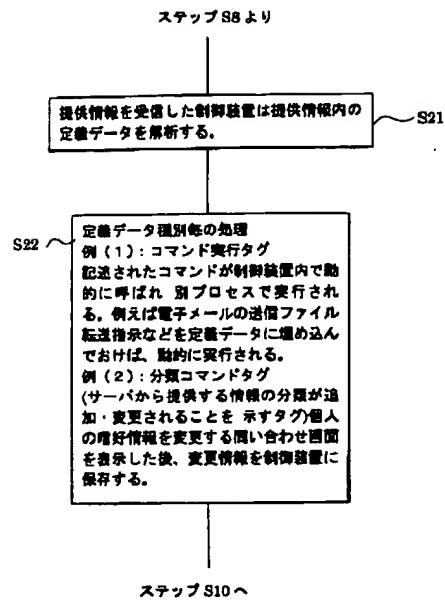 ステップ S8 より
提供情報を受信した制御装置は提供情報内の
定義データを解析する。
S21
S22
定義データ種別毎の処理
例（1）：コマンド実行タグ
記述されたコマンドが制御装置内で動
的に呼ばれ 別プロセスで実行され
る。例えば電子メールの送信ファイル
転送指示などを定義データに埋め込ん
でおけば、動的に実行される。
例（2）：分類コマンドタグ
(サーバから提供する情報の分類が追
加・変更されることを 示すタグ)個人
の嗜好情報を変更する問い合わせ画面
を表示した後、変更情報を制御装置に
保存する。
ステップ S10 へ